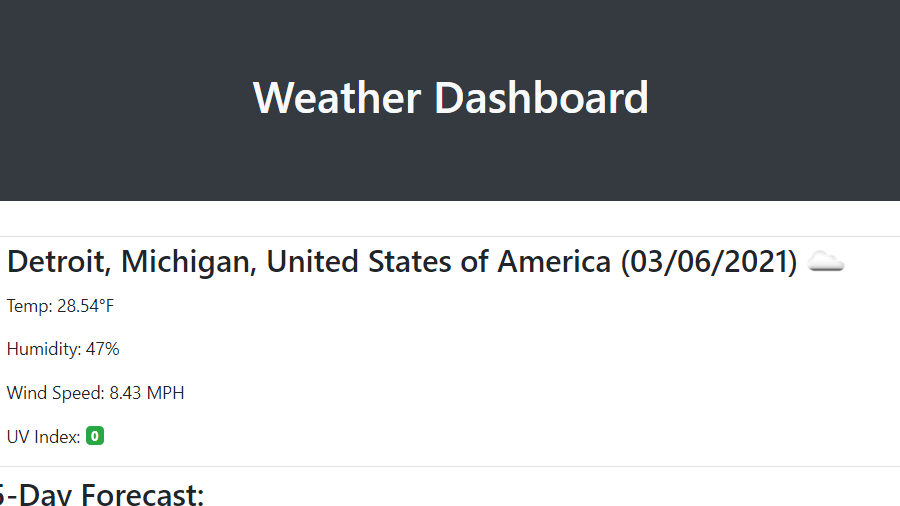 Weather Dashboard
Detroit, Michigan, United States of America (03/06/2021)
Temp: 28.54°F
Humidity: 47%
Wind Speed: 8.43 MPH
UV Index: 0
5-Day Forecast: